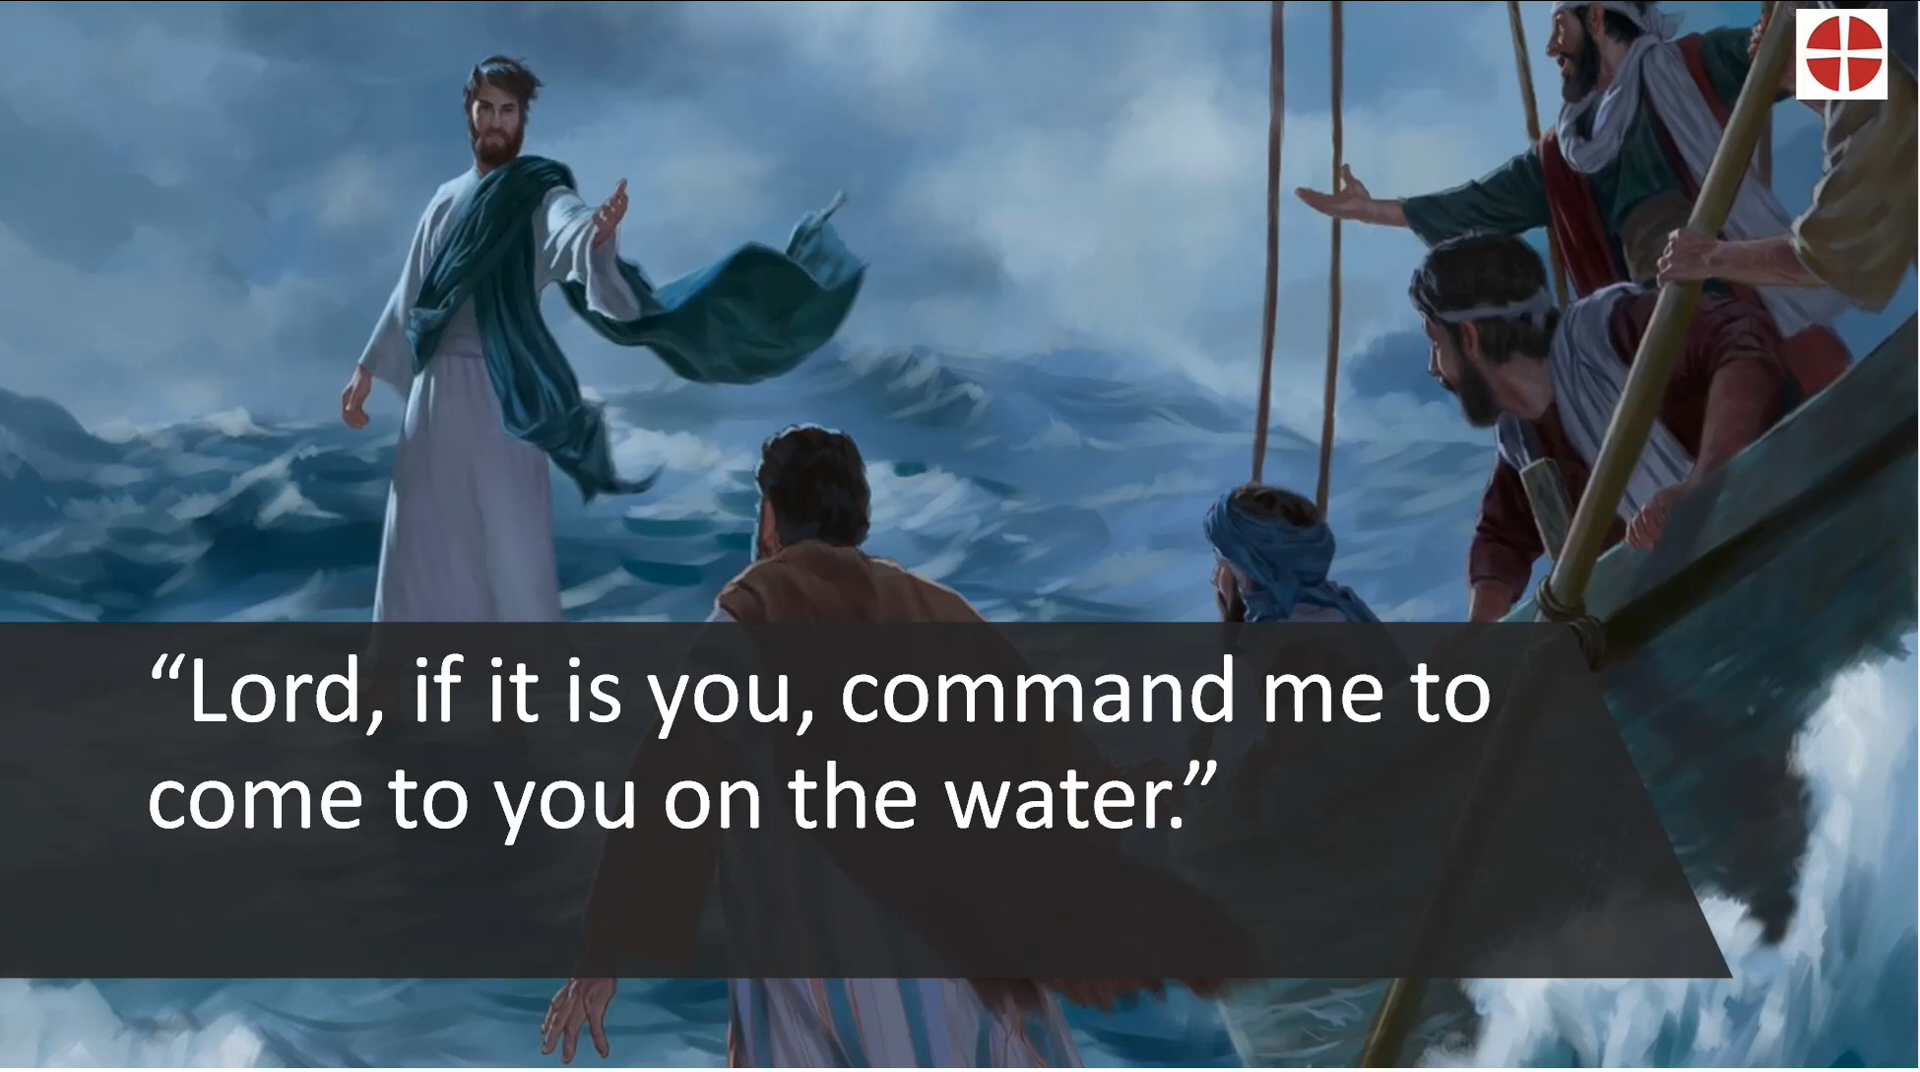 “Lord, if it is you, command me to
come to you on the water.”